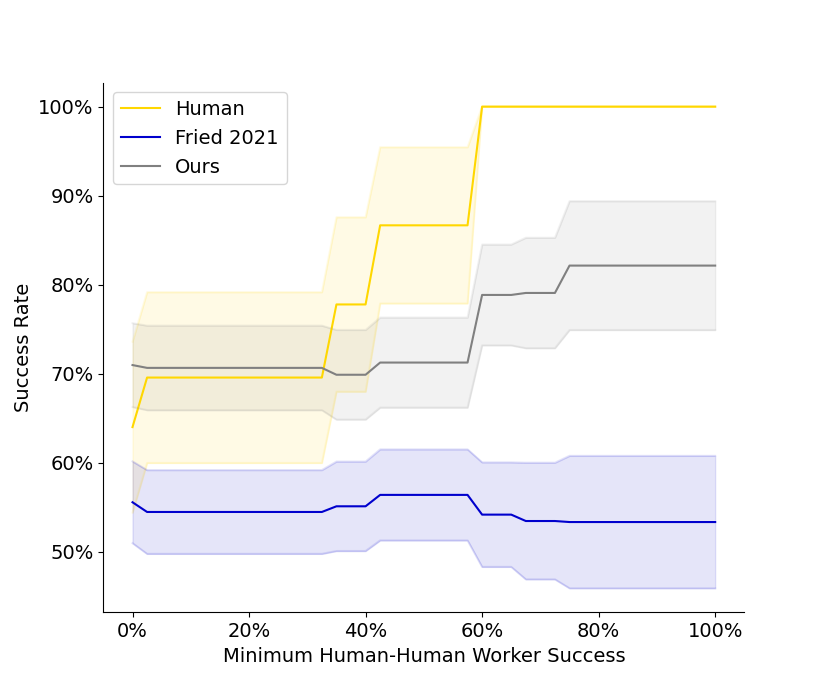 Human
Fried 2021
Ours
100%
90%
80%
70%
60%
50%
Success Rate
0%
20%
40%
60%
80%
100%
Minimum Human-Human Worker Success